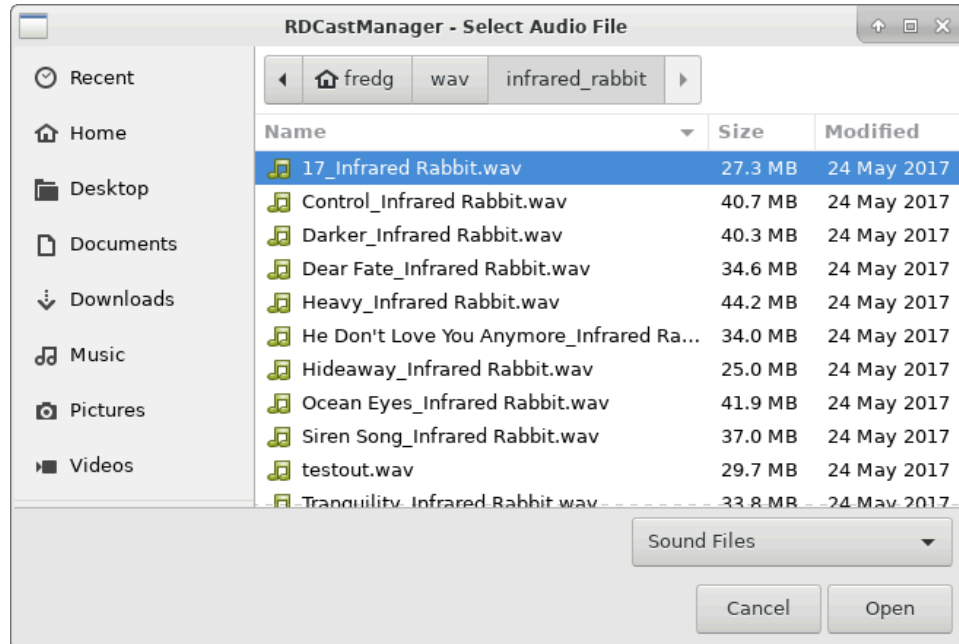 RDCastManager - Select Audio File
Recent
Home
Desktop
Documents
Downloads
Music
Pictures
Videos
fredg wav infrared_rabbit
Name Size Modified
17_Infrared Rabbit.wav 27.3 MB 24 May 2017
Control_Infrared Rabbit.wav 40.7 MB 24 May 2017
Darker_Infrared Rabbit.wav 40.3 MB 24 May 2017
Dear Fate_Infrared Rabbit.wav 34.6 MB 24 May 2017
Heavy_Infrared Rabbit.wav 44.2 MB 24 May 2017
He Don't Love You Anymore_Infrared Ra... 34.0 MB 24 May 2017
Hideaway_Infrared Rabbit.wav 25.0 MB 24 May 2017
Ocean Eyes_Infrared Rabbit.wav 41.9 MB 24 May 2017
Siren Song_Infrared Rabbit.wav 37.0 MB 24 May 2017
testout.wav 29.7 MB 24 May 2017
Tranquility_Infrared Rabbit.wav 33.8 MB 24 May 2017
Sound Files
Cancel Open